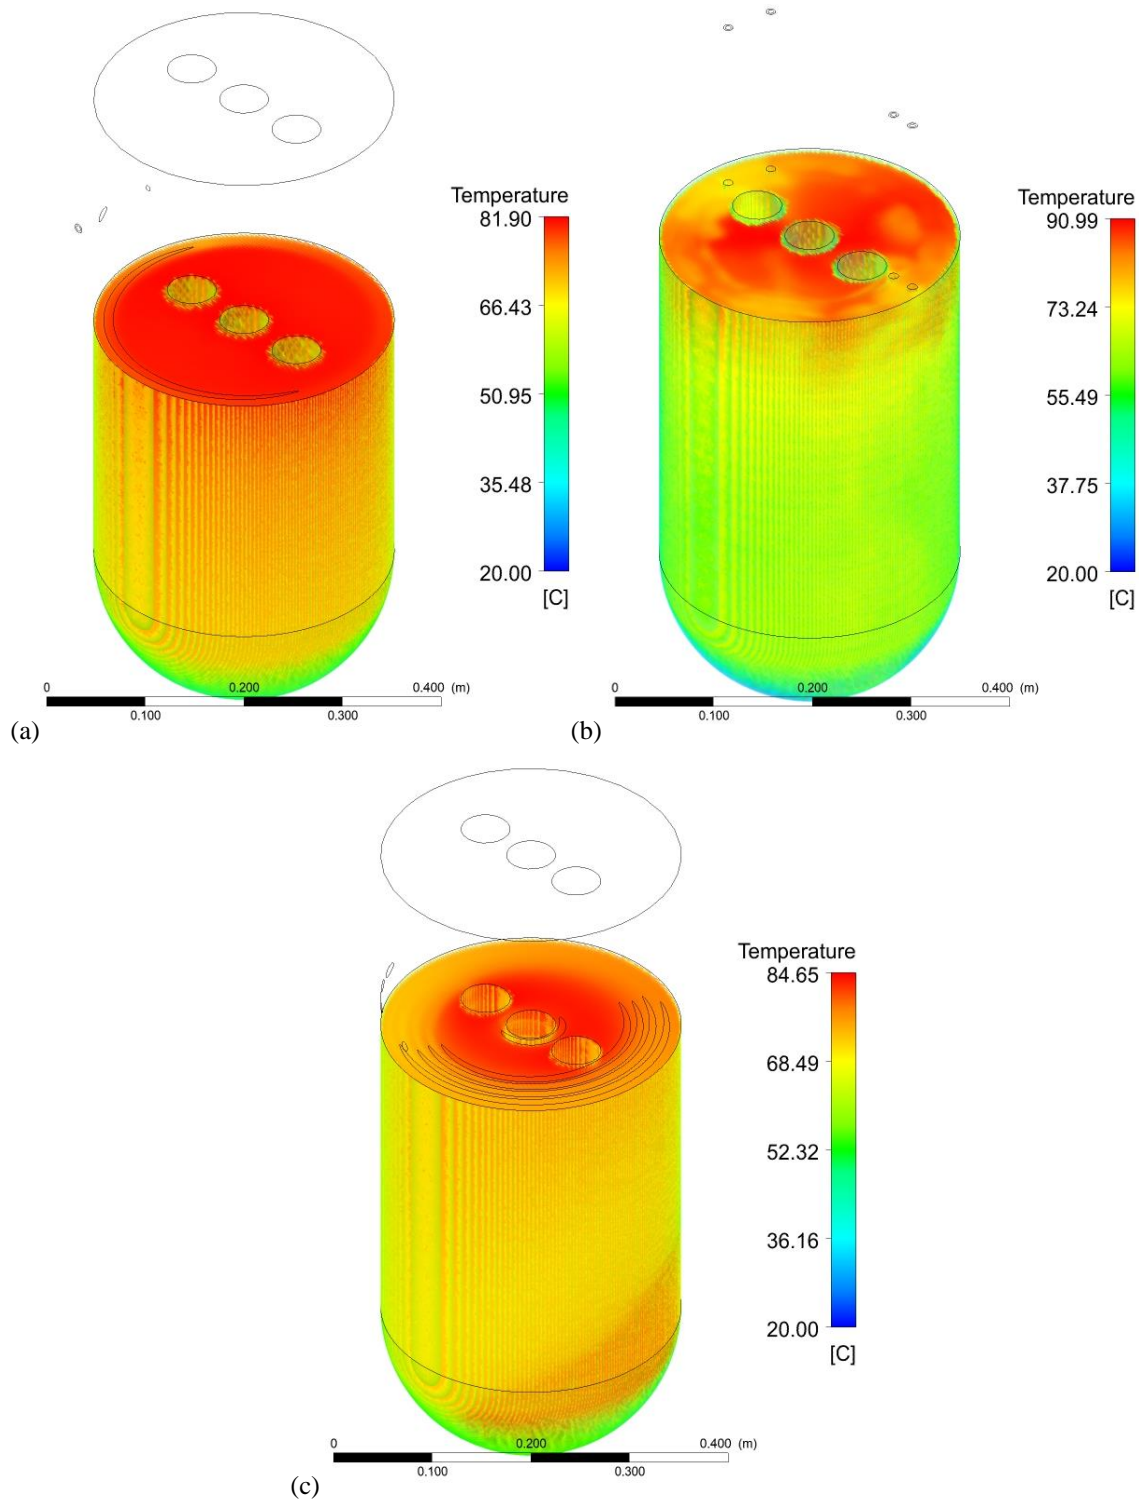 Temperature
81.90
66.43
50.95
35.48
20.00
[C]
0 0.200 0.400 (m)
0.100 0.300
(a)
Temperature
90.99
73.24
55.49
37.75
20.00
[C]
0 0.200 0.400 (m)
0.100 0.300
(b)
Temperature
84.65
68.49
52.32
36.16
20.00
[C]
0 0.200 0.400 (m)
0.100 0.300
(c)